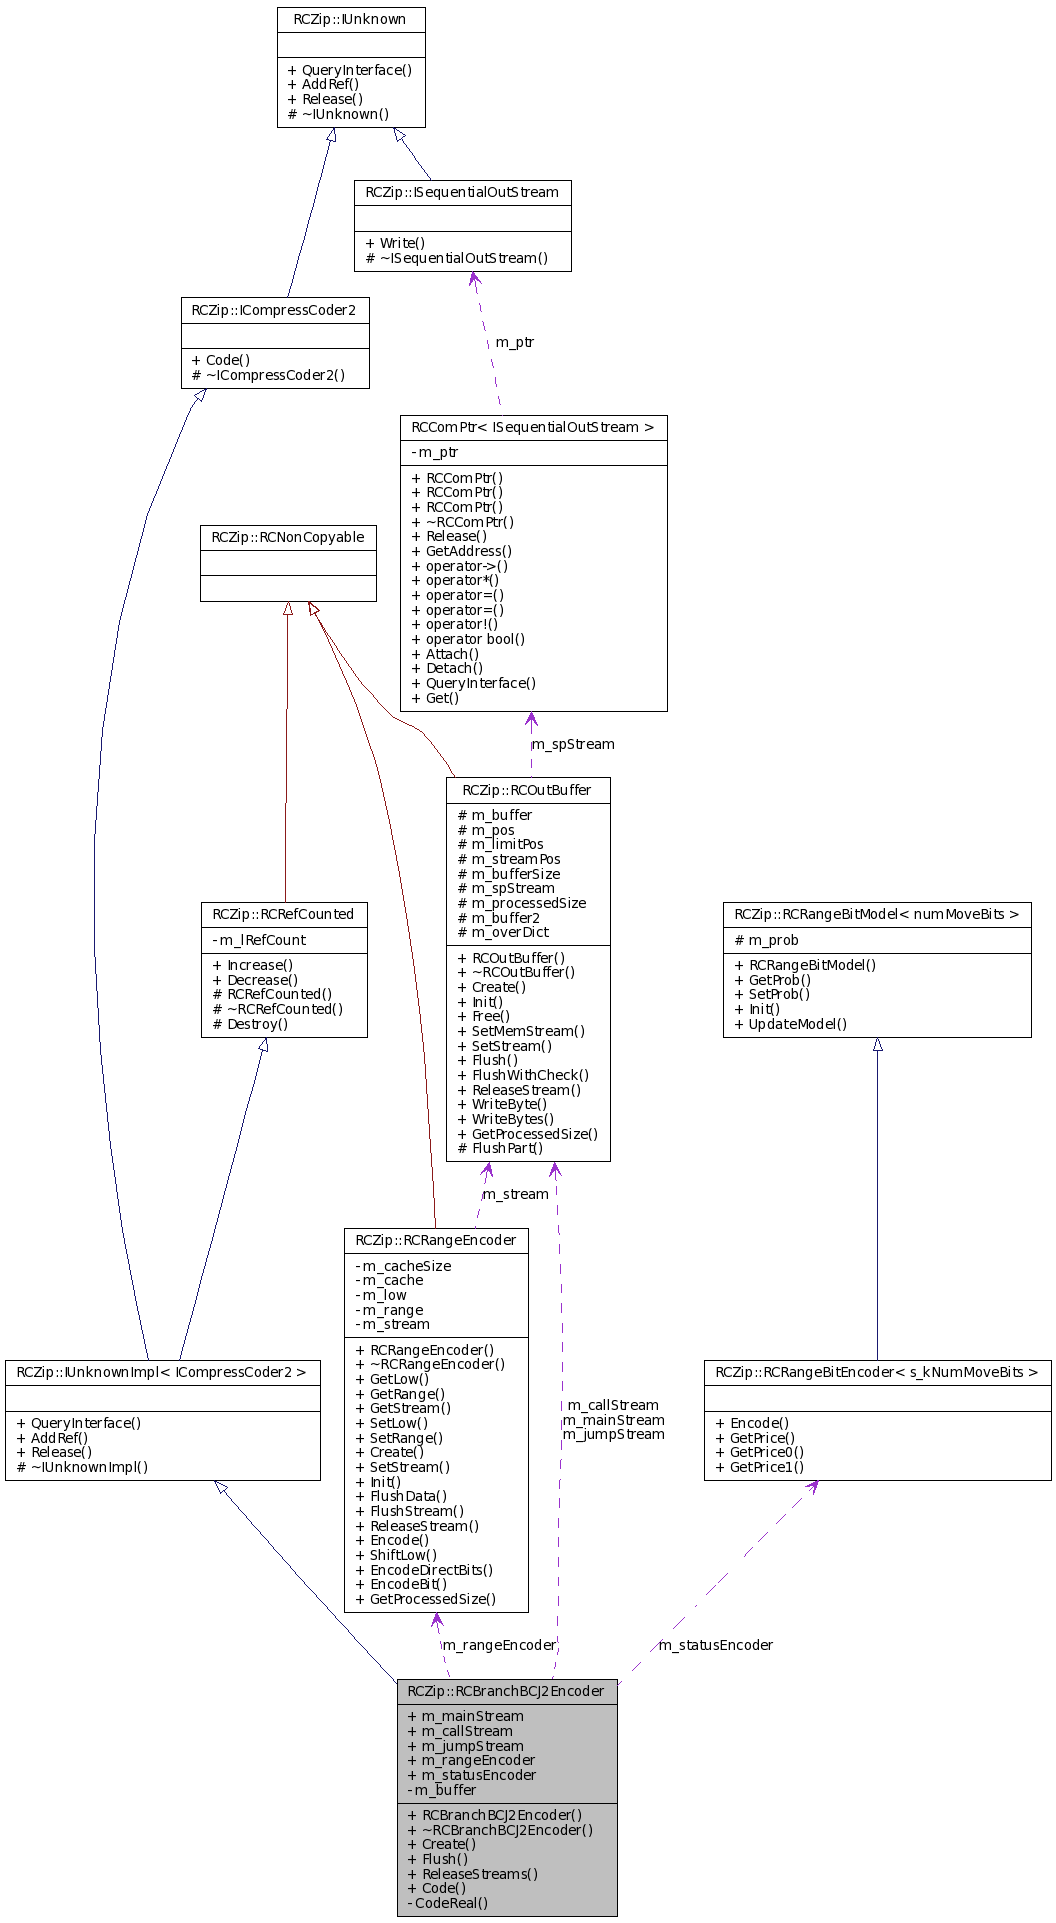 RCZip::IUnknown
+ QueryInterface()
+ AddRef()
+ Release()
# ~IUnknown()
RCZip::ISequentialOutStream
+ Write()
# ~ISequentialOutStream()
RCZip::ICompressCoder2
+ Code()
# ~ICompressCoder2()
m_ptr
RCComPtr< ISequentialOutStream >
- m_ptr
+ RCComPtr()
+ RCComPtr()
+ RCComPtr()
+ ~RCComPtr()
+ Release()
+ GetAddress()
+ operator->()
+ operator*()
+ operator=()
+ operator=()
+ operator!()
+ operator bool()
+ Attach()
+ Detach()
+ QueryInterface()
+ Get()
RCZip::RCNonCopyable
m_spStream
RCZip::RCOutBuffer
# m_buffer
# m_pos
# m_limitPos
# m_streamPos
# m_bufferSize
# m_spStream
# m_processedSize
# m_buffer2
# m_overDict
+ RCOutBuffer()
+ ~RCOutBuffer()
+ Create()
+ Init()
+ Free()
+ SetMemStream()
+ SetStream()
+ Flush()
+ FlushWithCheck()
+ ReleaseStream()
+ WriteByte()
+ WriteBytes()
+ GetProcessedSize()
# FlushPart()
RCZip::RCRefCounted
- m_lRefCount
+ Increase()
+ Decrease()
# RCRefCounted()
# ~RCRefCounted()
# Destroy()
RCZip::RCRangeBitModel< numMoveBits >
# m_prob
+ RCRangeBitModel()
+ GetProb()
+ SetProb()
+ Init()
+ UpdateModel()
m_stream
RCZip::RCRangeEncoder
- m_cacheSize
- m_cache
- m_low
- m_range
- m_stream
+ RCRangeEncoder()
+ ~RCRangeEncoder()
+ GetLow()
+ GetRange()
+ GetStream()
+ SetLow()
+ SetRange()
+ Create()
+ SetStream()
+ Init()
+ FlushData()
+ FlushStream()
+ ReleaseStream()
+ Encode()
+ ShiftLow()
+ EncodeDirectBits()
+ EncodeBit()
+ GetProcessedSize()
RCZip::IUnknownImpl< ICompressCoder2 >
+ QueryInterface()
+ AddRef()
+ Release()
# ~IUnknownImpl()
m_callStream
m_mainStream
m_jumpStream
RCZip::RCRangeBitEncoder< s_kNumMoveBits >
+ Encode()
+ GetPrice()
+ GetPrice0()
+ GetPrice1()
m_rangeEncoder
m_statusEncoder
RCZip::RCBranchBCJ2Encoder
+ m_mainStream
+ m_callStream
+ m_jumpStream
+ m_rangeEncoder
+ m_statusEncoder
- m_buffer
+ RCBranchBCJ2Encoder()
+ ~RCBranchBCJ2Encoder()
+ Create()
+ Flush()
+ ReleaseStreams()
+ Code()
- CodeReal()